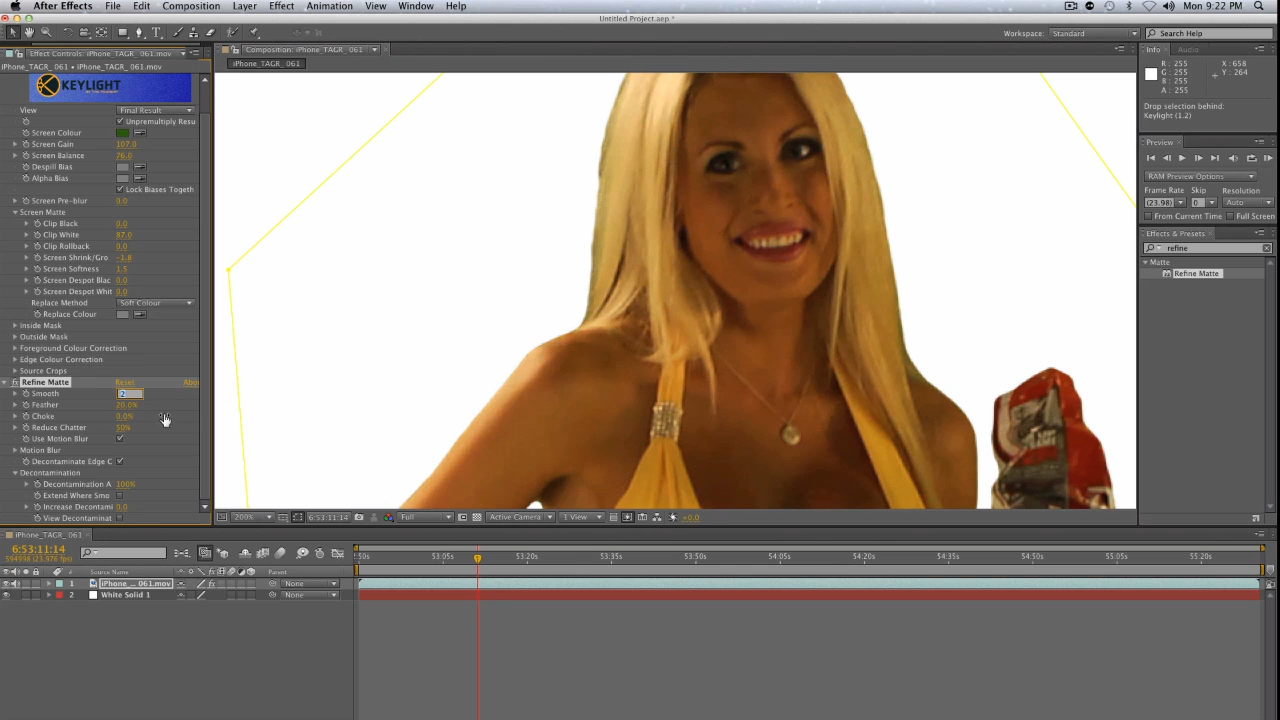 After Effects File Edit Composition Layer Effect Animation View Window Help Mon 9:22 PM
Untitled Project.aep *
Workspace: Standard Search Help
Effect Controls: iPhone_TAGR_061.mov
iPhone_TAGR_061 • iPhone_TAGR_061.mov
KEYLIGHT
View Final Result
Unpremultiply Resu
Screen Colour
Screen Gain 107.0
Screen Balance 76.0
Despill Bias
Alpha Bias
Lock Biases Togeth
Screen Pre-blur 0.0
Screen Matte
Clip Black 0.0
Clip White 87.0
Clip Rollback 0.0
Screen Shrink/Gro -1.8
Screen Softness 1.5
Screen Despot Blac 0.0
Screen Despot Whit 0.0
Replace Method Soft Colour
Replace Colour
Inside Mask
Outside Mask
Foreground Colour Correction
Edge Colour Correction
Source Crops
fx Refine Matte Reset Abou
Smooth 2
Feather 20.0%
Choke 0.0%
Reduce Chatter 50%
Use Motion Blur
Motion Blur
Decontaminate Edge C
Decontamination
Decontamination A 100%
Extend Where Smo
Increase Decontami 0.0
View Decontaminat
Composition: iPhone_TAGR_061
iPhone_TAGR_061
200% 6:53:11:14 Full Active Camera 1 View +0.0
Info Audio
R : 255 X : 658
G : 255 Y : 264
B : 255
A : 255
Drop selection behind:
Keylight (1.2)
Preview
RAM Preview Options
Frame Rate Skip Resolution
(23.98) 0 Auto
From Current Time Full Screen
Effects & Presets
refine
Matte
Refine Matte
iPhone_TAGR_061
6:53:11:14
594598 (23.976 fps)
# Source Name Parent
1 iPhone_... 061.mov None
2 White Solid 1 None
:50s 53:05s 53:20s 53:35s 54:05s 54:20s 54:35s 55:05s 55:20s